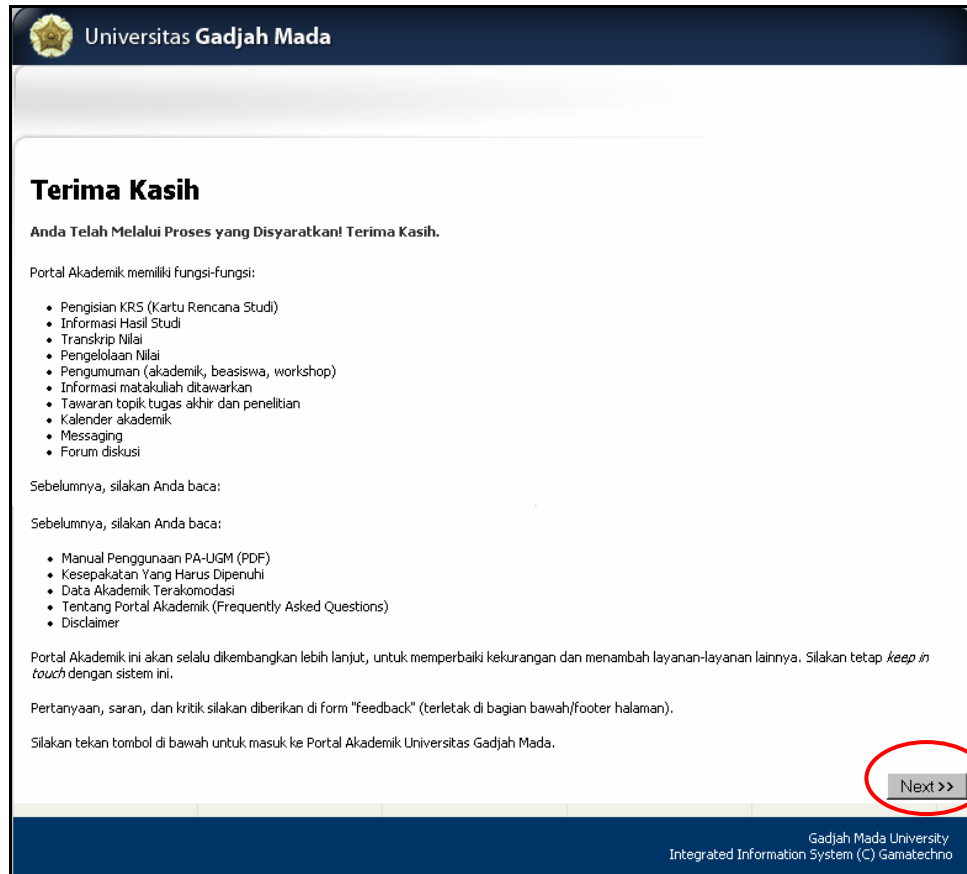 Universitas Gadjah Mada
Terima Kasih
Anda Telah Melalui Proses yang Disyaratkan! Terima Kasih.
Portal Akademik memiliki fungsi-fungsi:
• Pengisian KRS (Kartu Rencana Studi)
• Informasi Hasil Studi
• Transkrip Nilai
• Pengelolaan Nilai
• Pengumuman (akademik, beasiswa, workshop)
• Informasi matakuliah ditawarkan
• Tawaran topik tugas akhir dan penelitian
• Kalender akademik
• Messaging
• Forum diskusi
Sebelumnya, silakan Anda baca:
Sebelumnya, silakan Anda baca:
• Manual Penggunaan PA-UGM (PDF)
• Kesepakatan Yang Harus Dipenuhi
• Data Akademik Terakomodasi
• Tentang Portal Akademik (Frequently Asked Questions)
• Disclaimer
Portal Akademik ini akan selalu dikembangkan lebih lanjut, untuk memperbaiki kekurangan dan menambah layanan-layanan lainnya. Silakan tetap keep in
touch dengan sistem ini.
Pertanyaan, saran, dan kritik silakan diberikan di form "feedback" (terletak di bagian bawah/footer halaman).
Silakan tekan tombol di bawah untuk masuk ke Portal Akademik Universitas Gadjah Mada.
Next >>
Gadjah Mada University
Integrated Information System (C) Gamatechno